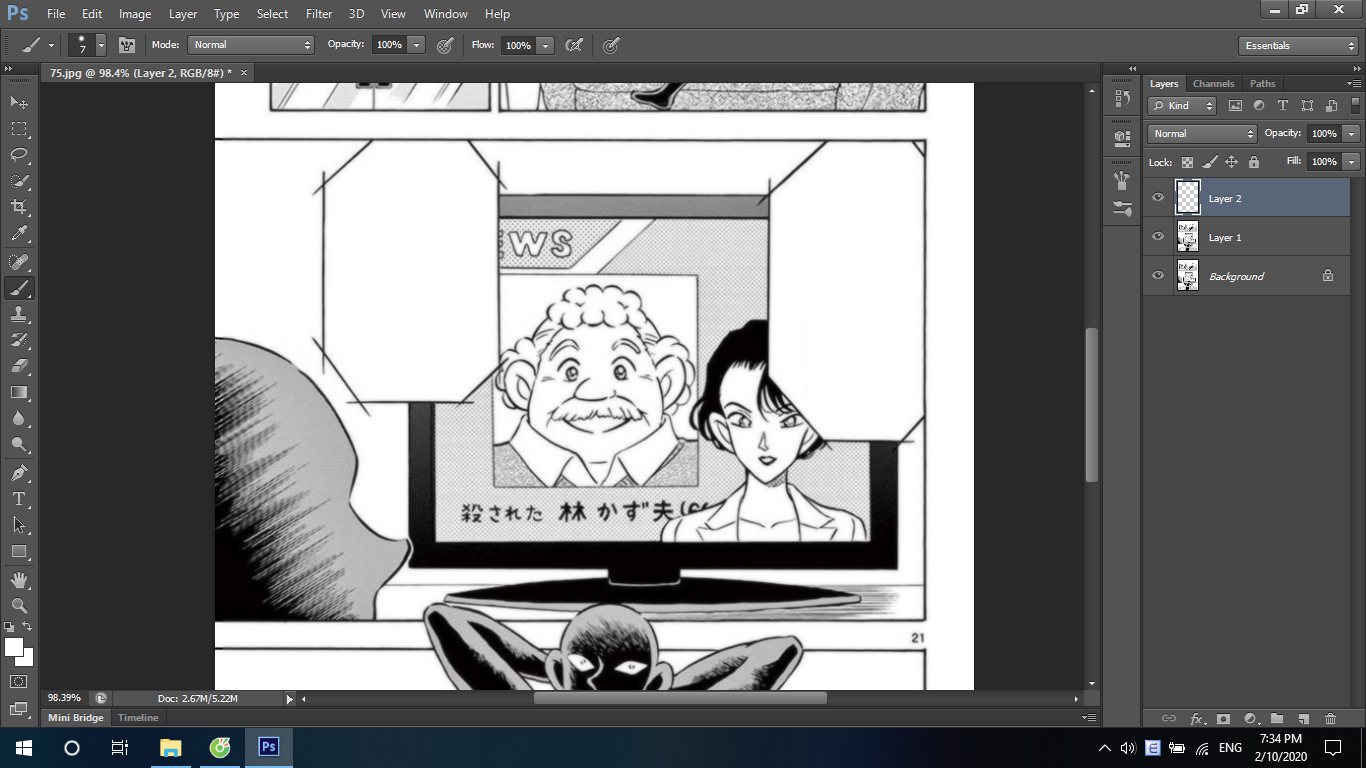 Ps File Edit Image Layer Type Select Filter 3D View Window Help
7 Mode: Normal Opacity: 100% Flow: 100% Essentials
75.jpg @ 98.4% (Layer 2, RGB/8#) * ×
Layers Channels Paths
Kind
Normal Opacity: 100%
Lock: Fill: 100%
Layer 2
Layer 1
Background
EWS
殺された 林 かず夫
21
98.39% Doc: 2.67M/5.22M
Mini Bridge Timeline
Ps ENG 7:34 PM
2/10/2020